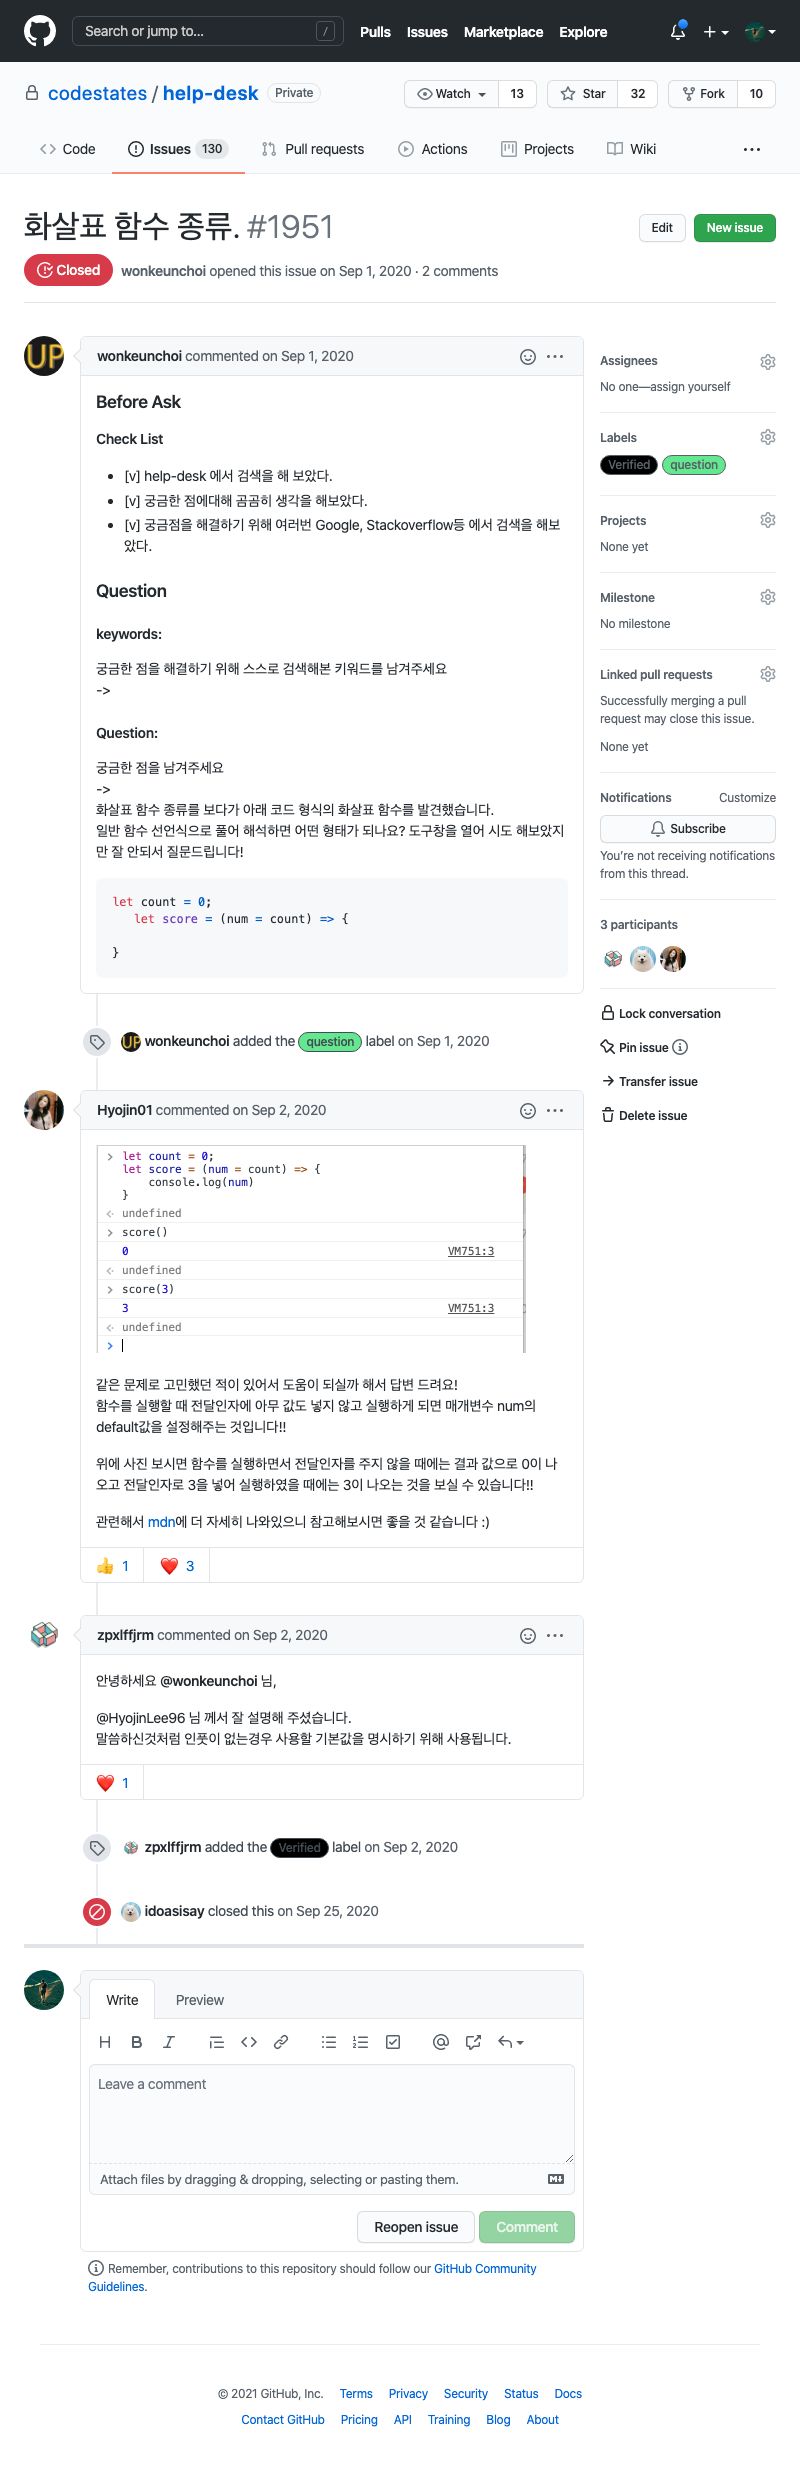 Search or jump to... /
Pulls Issues Marketplace Explore
codestates / help-desk Private
Watch 13 Star 32 Fork 10
Code Issues 130 Pull requests Actions Projects Wiki
화살표 함수 종류. #1951
Edit New issue
Closed wonkeunchoi opened this issue on Sep 1, 2020 · 2 comments
UP
wonkeunchoi commented on Sep 1, 2020
Before Ask
Check List
[v] help-desk 에서 검색을 해 보았다.
[v] 궁금한 점에대해 곰곰히 생각을 해보았다.
[v] 궁금점을 해결하기 위해 여러번 Google, Stackoverflow등 에서 검색을 해보
았다.
Question
keywords:
궁금한 점을 해결하기 위해 스스로 검색해본 키워드를 남겨주세요
->
Question:
궁금한 점을 남겨주세요
->
화살표 함수 종류를 보다가 아래 코드 형식의 화살표 함수를 발견했습니다.
일반 함수 선언식으로 풀어 해석하면 어떤 형태가 되나요? 도구창을 열어 시도 해보았지
만 잘 안되서 질문드립니다!
let count = 0;
let score = (num = count) => {
}
UP wonkeunchoi added the question label on Sep 1, 2020
Hyojin01 commented on Sep 2, 2020
> let count = 0;
let score = (num = count) => {
console.log(num)
}
undefined
> score()
0 VM751:3
undefined
> score(3)
3 VM751:3
undefined
>
같은 문제로 고민했던 적이 있어서 도움이 되실까 해서 답변 드려요!
함수를 실행할 때 전달인자에 아무 값도 넣지 않고 실행하게 되면 매개변수 num의
default값을 설정해주는 것입니다!!
위에 사진 보시면 함수를 실행하면서 전달인자를 주지 않을 때에는 결과 값으로 0이 나
오고 전달인자로 3을 넣어 실행하였을 때에는 3이 나오는 것을 보실 수 있습니다!!
관련해서 mdn에 더 자세히 나와있으니 참고해보시면 좋을 것 같습니다 :)
👍 1 ❤️ 3
zpxlffjrm commented on Sep 2, 2020
안녕하세요 @wonkeunchoi 님,
@HyojinLee96 님 께서 잘 설명해 주셨습니다.
말씀하신것처럼 인풋이 없는경우 사용할 기본값을 명시하기 위해 사용됩니다.
❤️ 1
zpxlffjrm added the Verified label on Sep 2, 2020
idoasisay closed this on Sep 25, 2020
Assignees
No one—assign yourself
Labels
Verified question
Projects
None yet
Milestone
No milestone
Linked pull requests
Successfully merging a pull
request may close this issue.
None yet
Notifications Customize
Subscribe
You're not receiving notifications
from this thread.
3 participants
Lock conversation
Pin issue
Transfer issue
Delete issue
Write Preview
H B I
Leave a comment
Attach files by dragging & dropping, selecting or pasting them.
Reopen issue Comment
Remember, contributions to this repository should follow our GitHub Community
Guidelines.
© 2021 GitHub, Inc. Terms Privacy Security Status Docs
Contact GitHub Pricing API Training Blog About